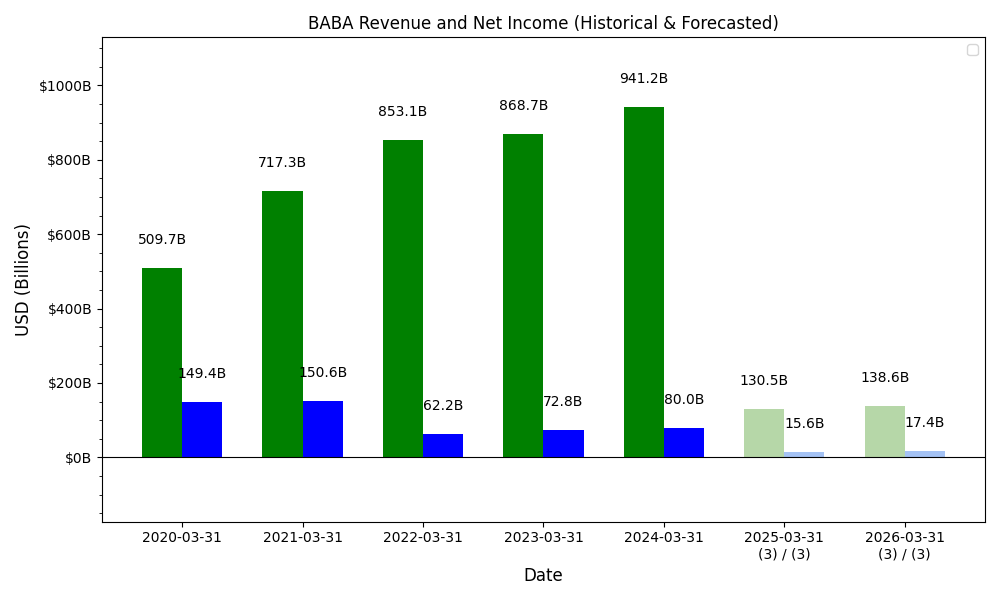 BABA Revenue and Net Income (Historical & Forecasted)
USD (Billions)
$1000B
$800B
$600B
$400B
$200B
$0B
509.7B
149.4B
717.3B
150.6B
853.1B
62.2B
868.7B
72.8B
941.2B
80.0B
130.5B
15.6B
138.6B
17.4B
2020-03-31
2021-03-31
2022-03-31
2023-03-31
2024-03-31
2025-03-31
(3) / (3)
2026-03-31
(3) / (3)
Date